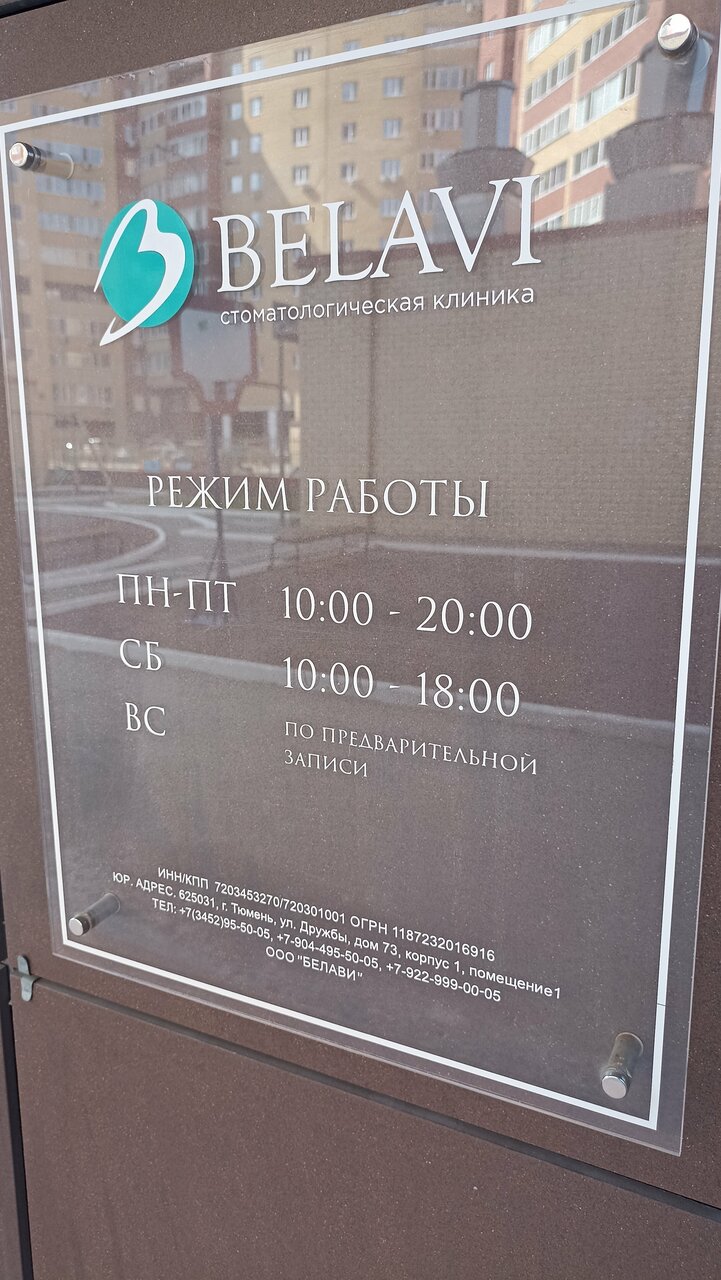 BELAVI
стоматологическая клиника
РЕЖИМ РАБОТЫ
ПН-ПТ 10:00 - 20:00
СБ 10:00 - 18:00
ВС ПО ПРЕДВАРИТЕЛЬНОЙ
ЗАПИСИ
ИНН/КПП 7203453270/720301001 ОГРН 1187232016916
ЮР. АДРЕС. 625031, г. Тюмень, ул. Дружбы, дом 73, корпус 1, помещение1
ТЕЛ: +7(3452)95-50-05, +7-904-495-50-05, +7-922-999-00-05
ООО "БЕЛАВИ"